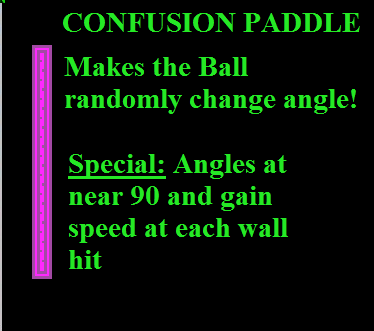 CONFUSION PADDLE
Makes the Ball
randomly change angle!
Special: Angles at
near 90 and gain
speed at each wall
hit